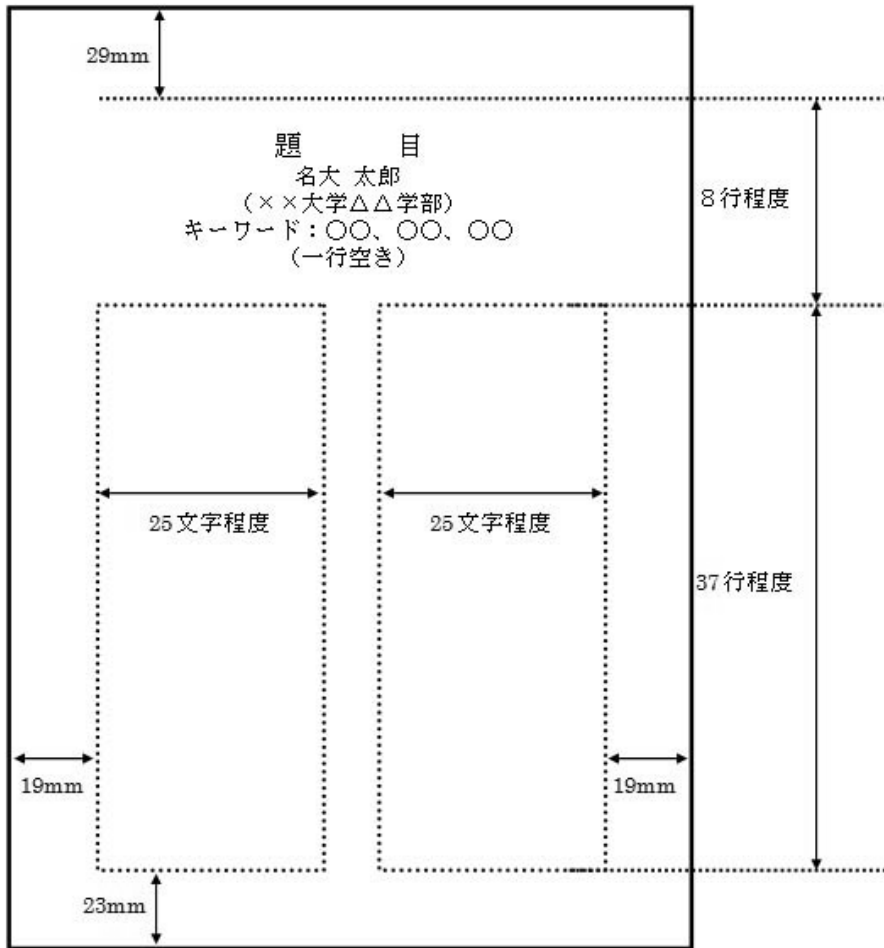 29mm
題　　目
名大 太郎
（××大学△△学部）
キーワード：○○、○○、○○
（一行空き）
8行程度
25文字程度
25文字程度
37行程度
19mm
19mm
23mm